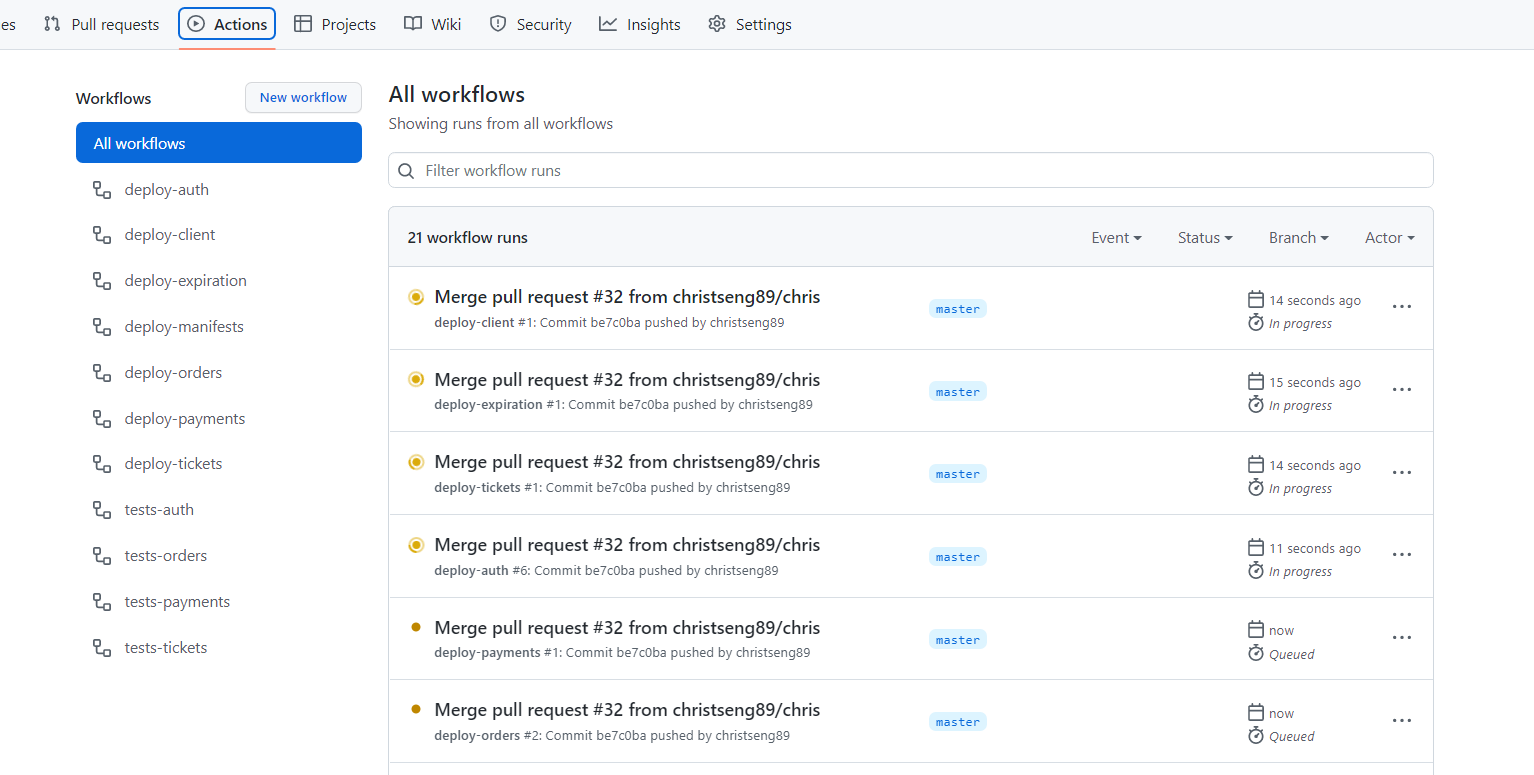 es Pull requests Actions Projects Wiki Security Insights Settings
Workflows
New workflow
All workflows
deploy-auth
deploy-client
deploy-expiration
deploy-manifests
deploy-orders
deploy-payments
deploy-tickets
tests-auth
tests-orders
tests-payments
tests-tickets
All workflows
Showing runs from all workflows
Filter workflow runs
21 workflow runs Event Status Branch Actor
Merge pull request #32 from christseng89/chris
deploy-client #1: Commit be7c0ba pushed by christseng89
master
14 seconds ago
In progress
Merge pull request #32 from christseng89/chris
deploy-expiration #1: Commit be7c0ba pushed by christseng89
master
15 seconds ago
In progress
Merge pull request #32 from christseng89/chris
deploy-tickets #1: Commit be7c0ba pushed by christseng89
master
14 seconds ago
In progress
Merge pull request #32 from christseng89/chris
deploy-auth #6: Commit be7c0ba pushed by christseng89
master
11 seconds ago
In progress
Merge pull request #32 from christseng89/chris
deploy-payments #1: Commit be7c0ba pushed by christseng89
master
now
Queued
Merge pull request #32 from christseng89/chris
deploy-orders #2: Commit be7c0ba pushed by christseng89
master
now
Queued